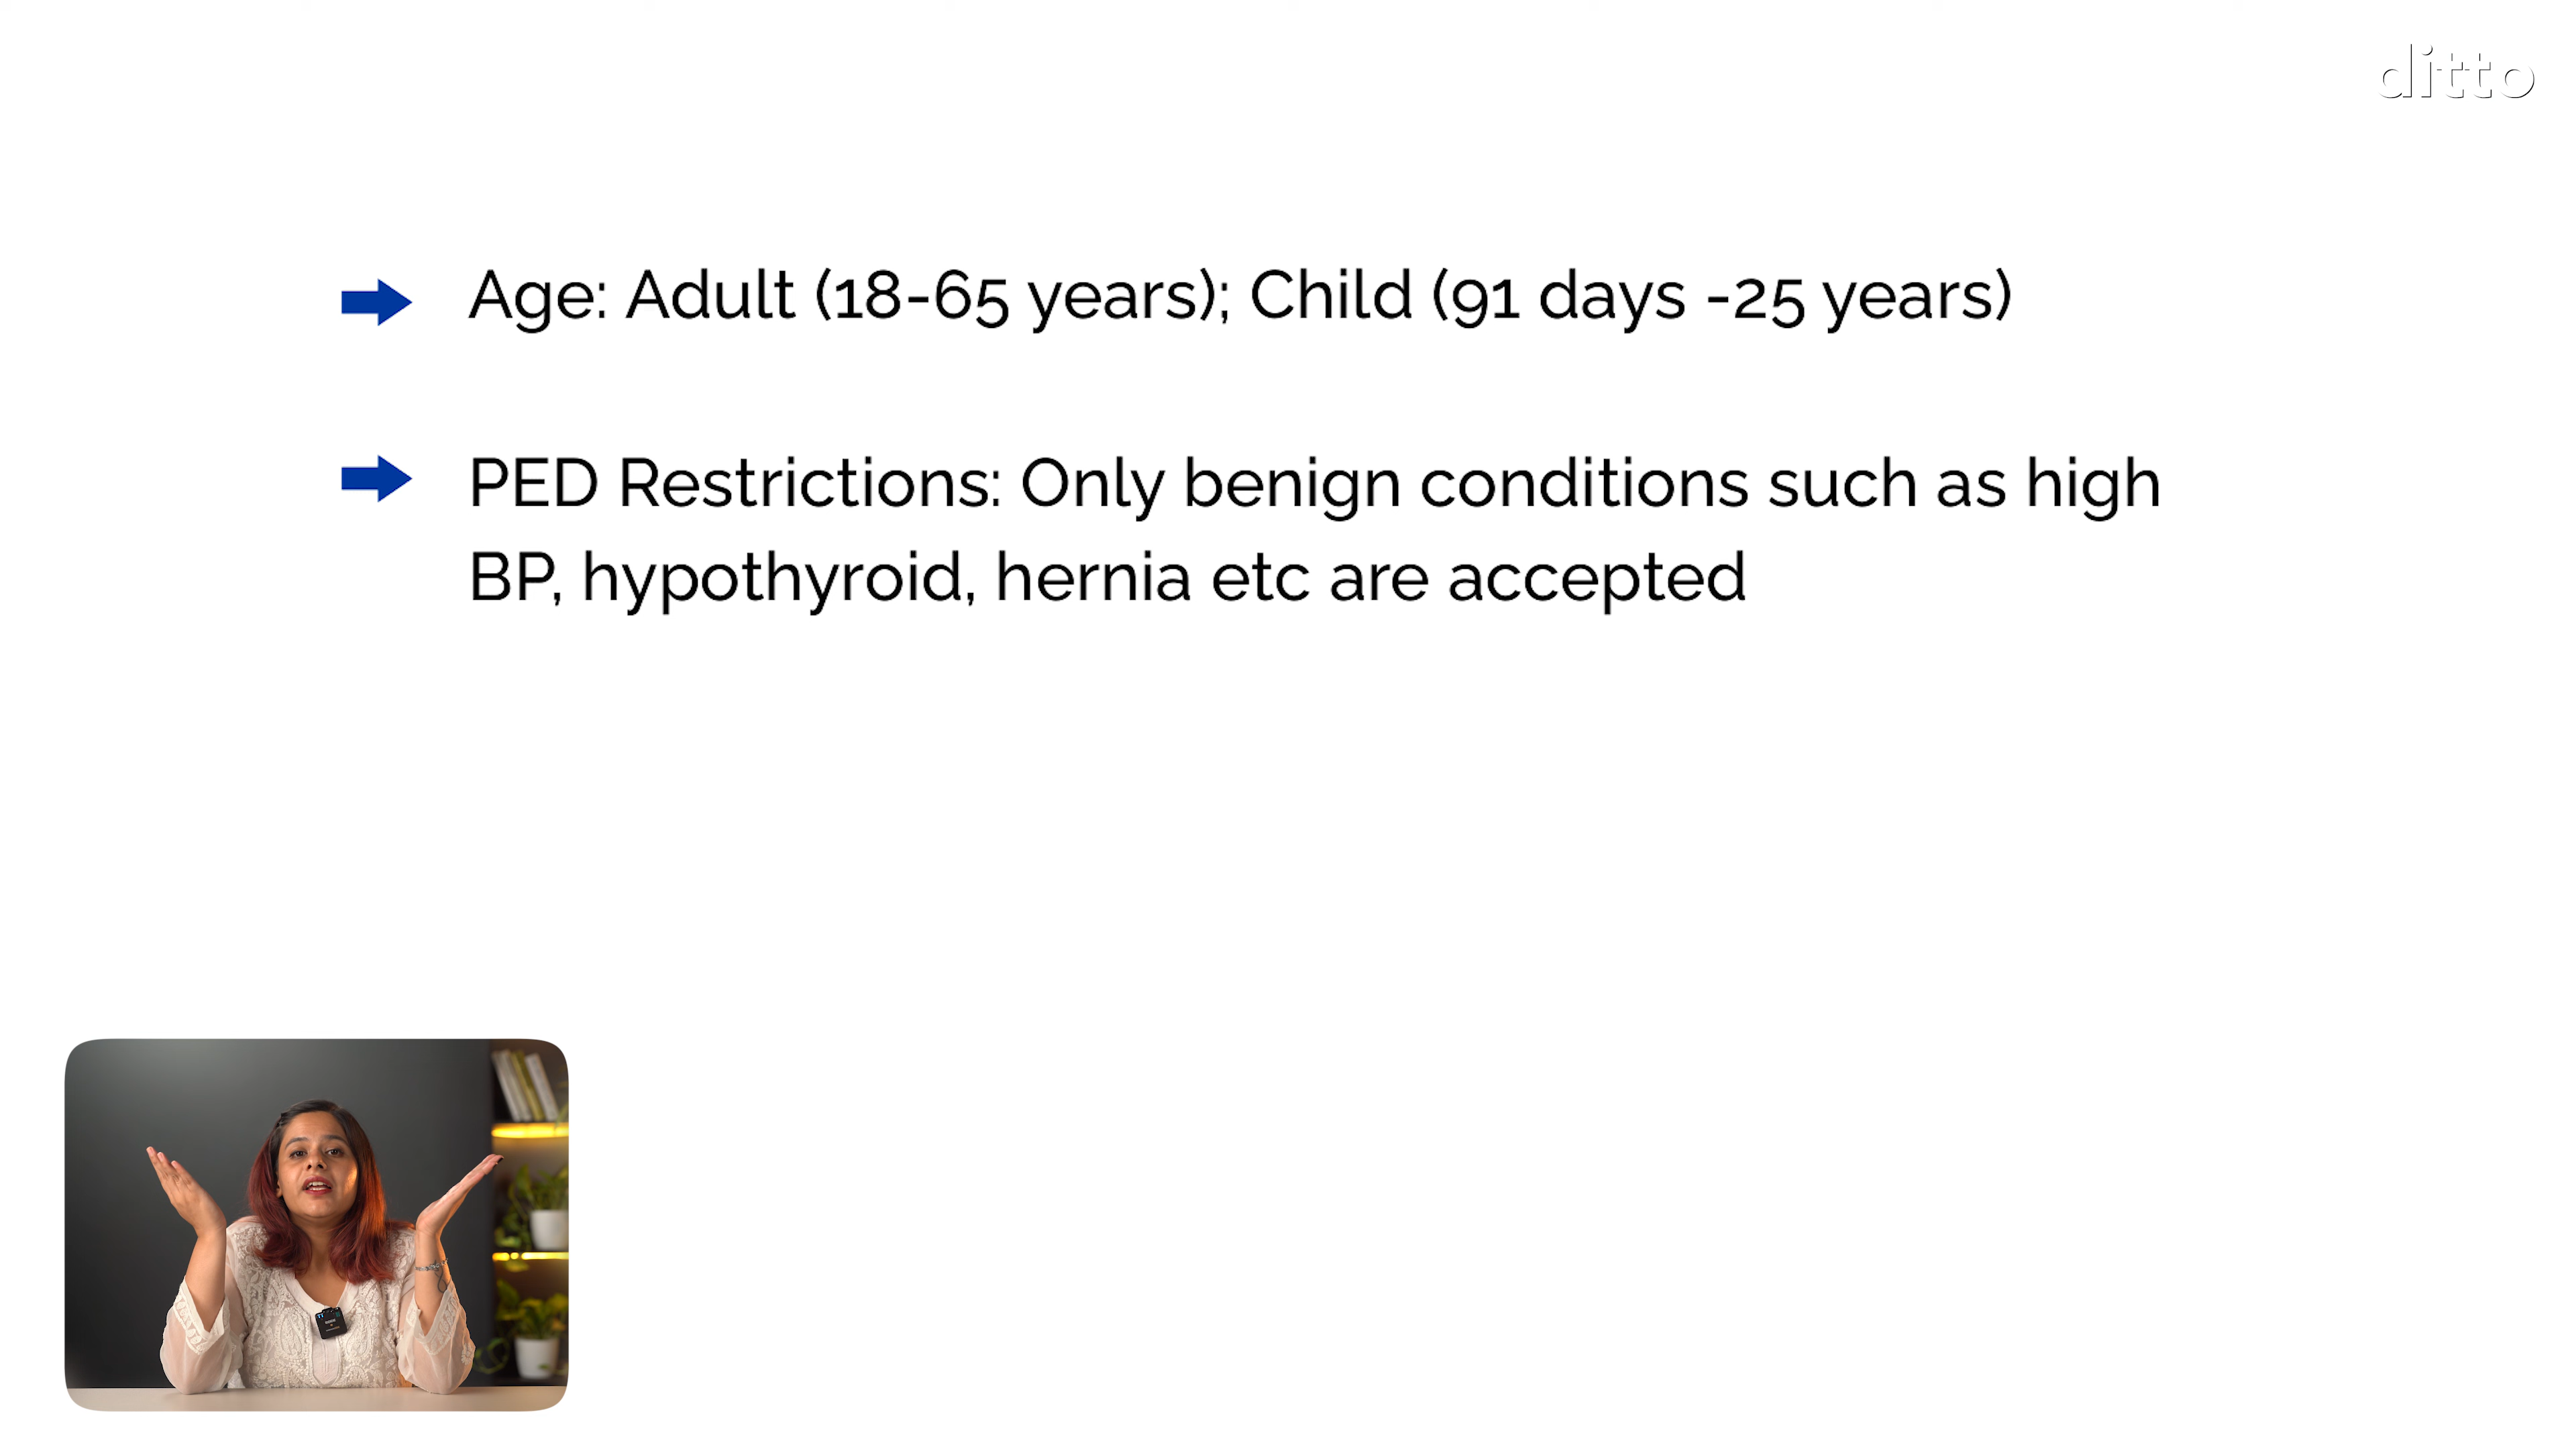 ditto
Age: Adult (18-65 years); Child (91 days -25 years)
PED Restrictions: Only benign conditions such as high
BP, hypothyroid, hernia etc are accepted